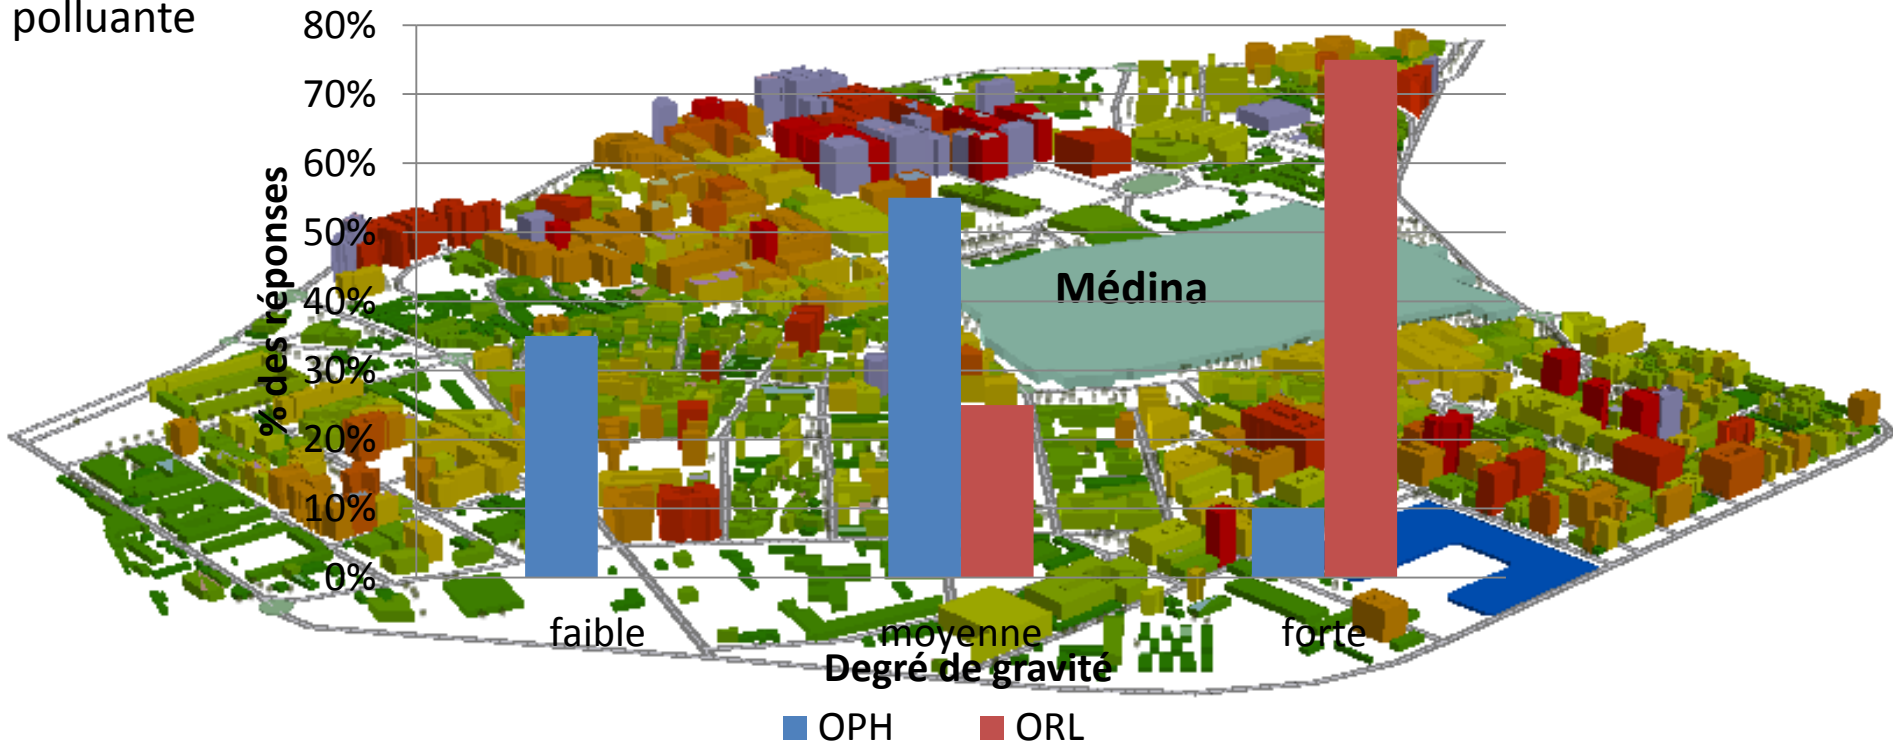 polluante
80%
70%
60%
50%
40%
30%
20%
10%
0%
% des réponses
Médina
faible
moyenne
forte
Degré de gravité
OPH
ORL